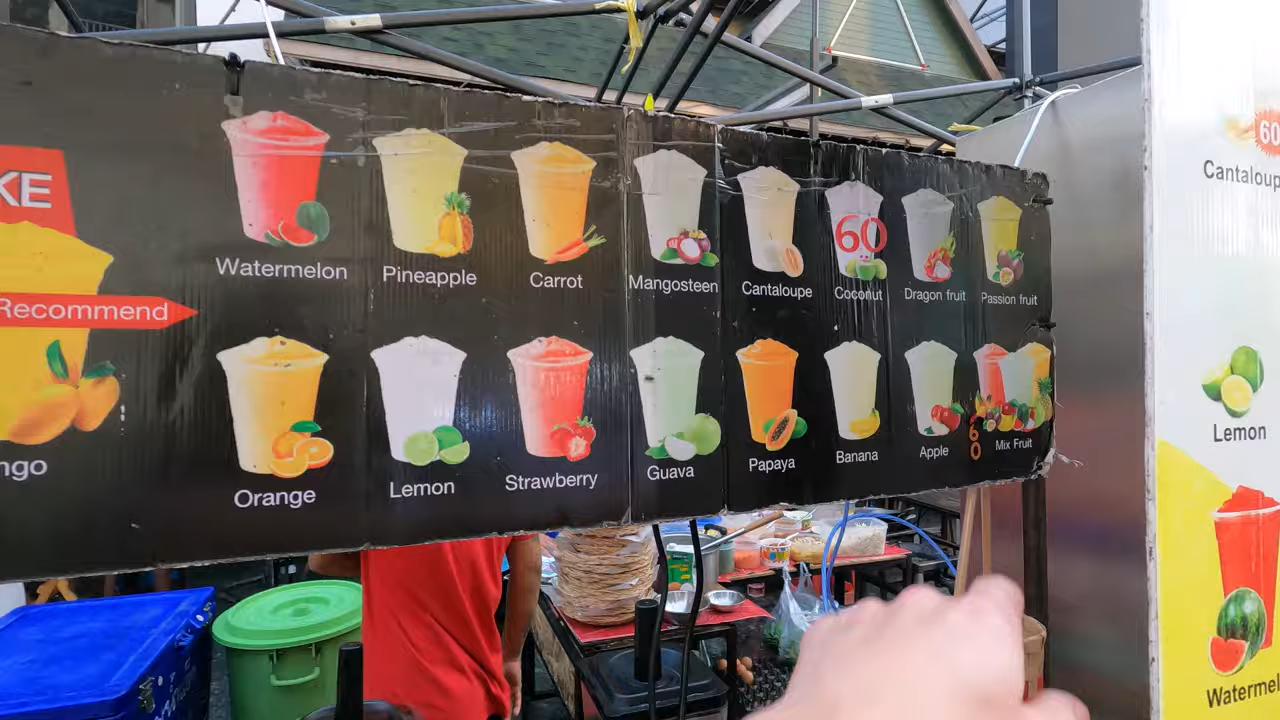 KE
Recommend
ngo
Watermelon
Pineapple
Carrot
Mangosteen
Cantaloupe
60
Coconut
Dragon fruit
Passion fruit
Orange
Lemon
Strawberry
Guava
Papaya
Banana
Apple
60
Mix Fruit
60
Cantaloup
Lemon
Watermel